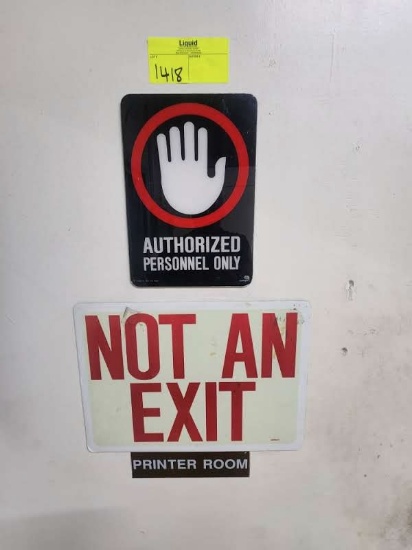 Liquid
1418
AUTHORIZED
PERSONNEL ONLY
NOT AN
EXIT
PRINTER ROOM